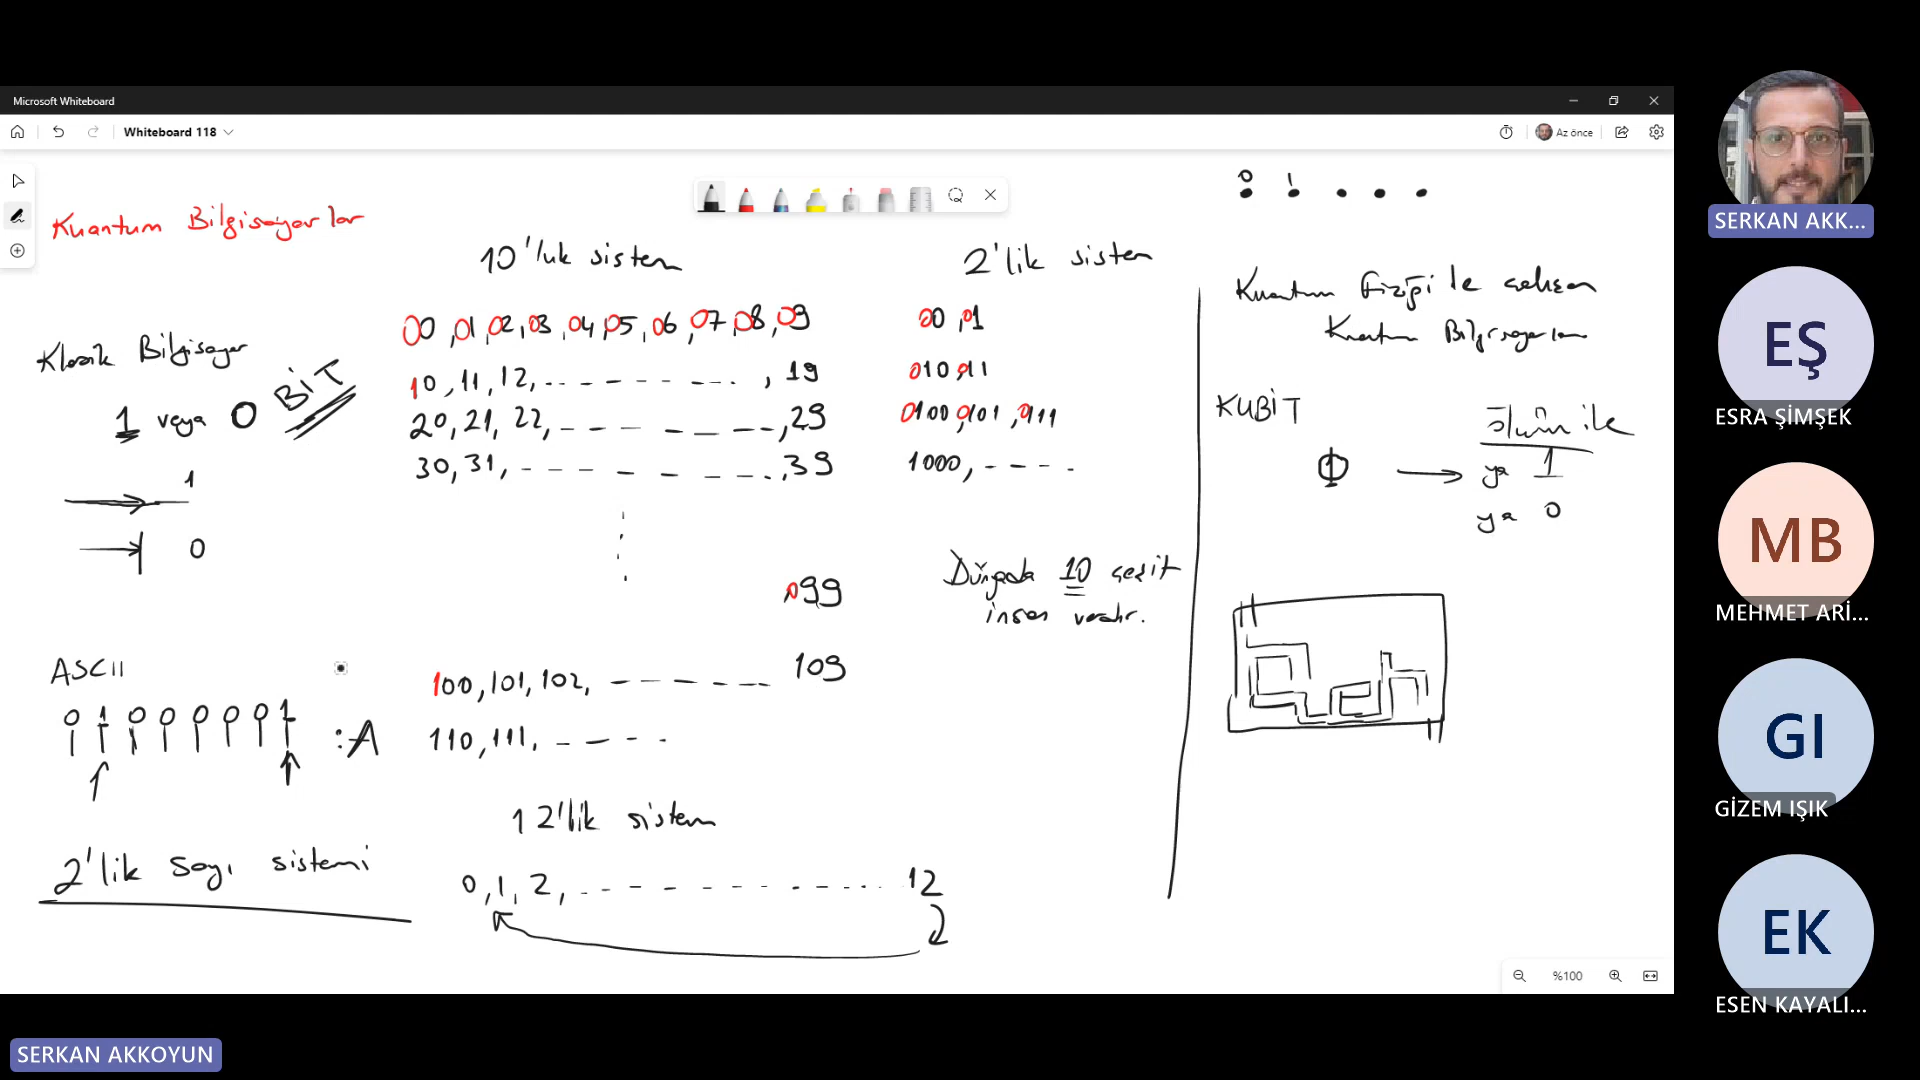 Microsoft Whiteboard
Whiteboard 118
Az önce
Kuantum Bilgisayarlar
Klasik Bilgisayar
1 veya 0 BİT
1
0
ASCII
0 1 0 0 0 0 0 1 :A
2'lik sayı sistemi
10'luk sistem
00, 01, 02, 03, 04, 05, 06, 07, 08, 09
10, 11, 12, - - - - - - - - , 19
20, 21, 22, - - - - - - , 29
30, 31, - - - - - - - , 39
, 099
100, 101, 102, - - - - - 109
110, 111, - - - -
12'lik sistem
0, 1, 2, - - - - - - - - - - 12
2'lik sistem
00, 01
010, 011
0100, 0101, 0111
1000, - - - -
Dünyada 10 çeşit
insan vardır.
0 1
Kuantum fiziği ile çalışan
Kuantum Bilgisayarları
KUBİT
ölçüm ile
ya 1
ya 0
%100
SERKAN AKK...
EŞ
ESRA ŞİMŞEK
MB
MEHMET ARİ...
GI
GİZEM IŞIK
EK
ESEN KAYALI...
SERKAN AKKOYUN